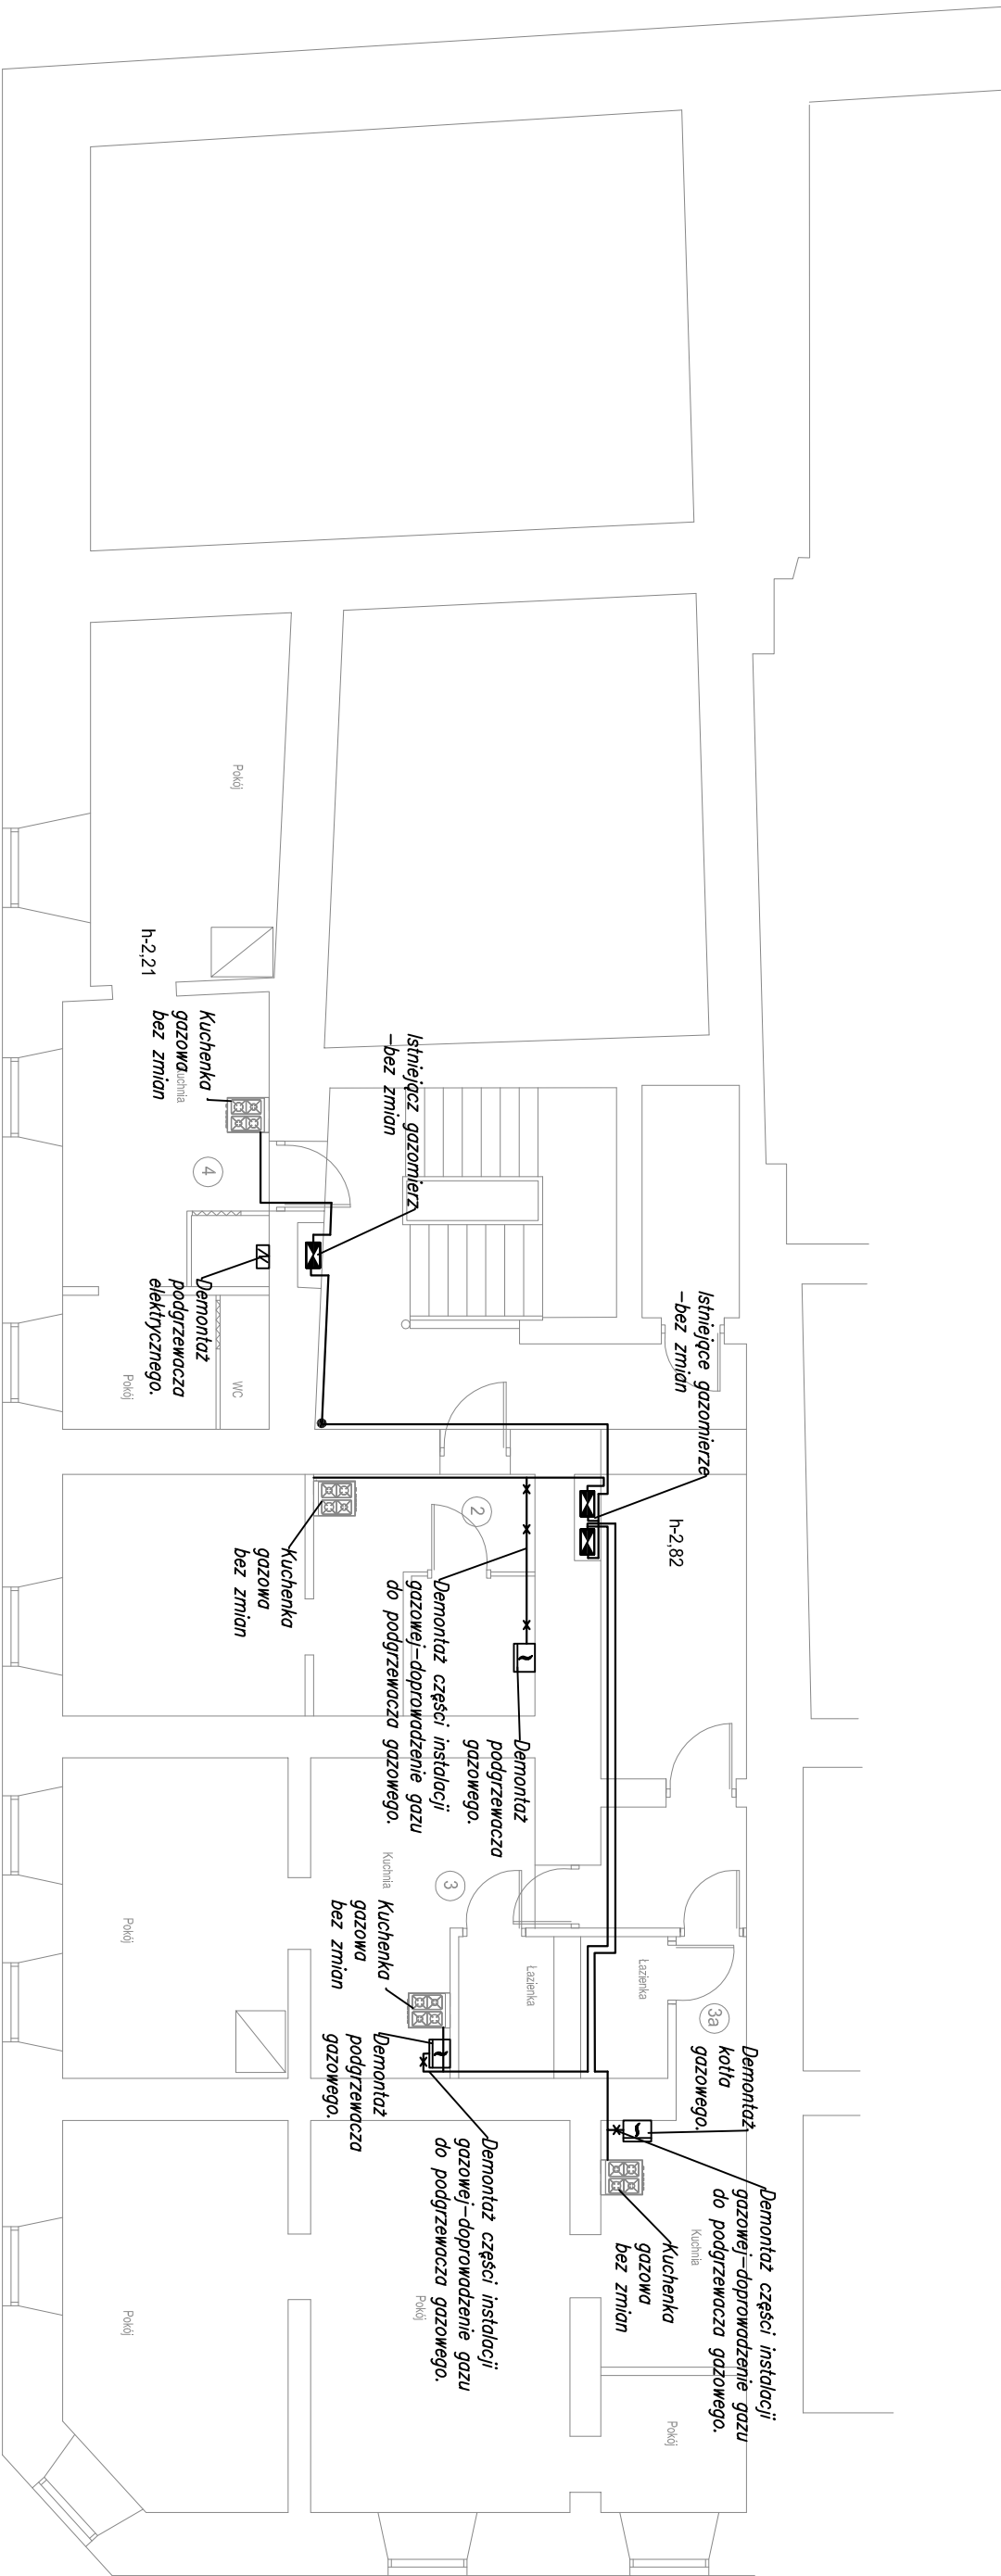 Pokój
h-2,21
Kuchenka
gazowa
bez zmian
Kuchnia
4
Istniejącz gazomierz
-bez zmian
Demontaż
podgrzewacza
elektrycznego.
Pokój
WC
Istniejące gazomierze
-bez zmian
h-2,82
2
Kuchenka
gazowa
bez zmian
Demontaż części instalacji
gazowej-doprowadzenie gazu
do podgrzewacza gazowego.
Demontaż
podgrzewacza
gazowego.
Kuchnia
3
Kuchenka
gazowa
bez zmian
Pokój
Łazienka
Łazienka
3a
Demontaż
kotła
gazowego.
Demontaż
podgrzewacza
gazowego.
Demontaż części instalacji
gazowej-doprowadzenie gazu
do podgrzewacza gazowego.
Demontaż części instalacji
gazowej-doprowadzenie gazu
do podgrzewacza gazowego.
Kuchnia
Kuchenka
gazowa
bez zmian
Pokój
Pokój
Pokój